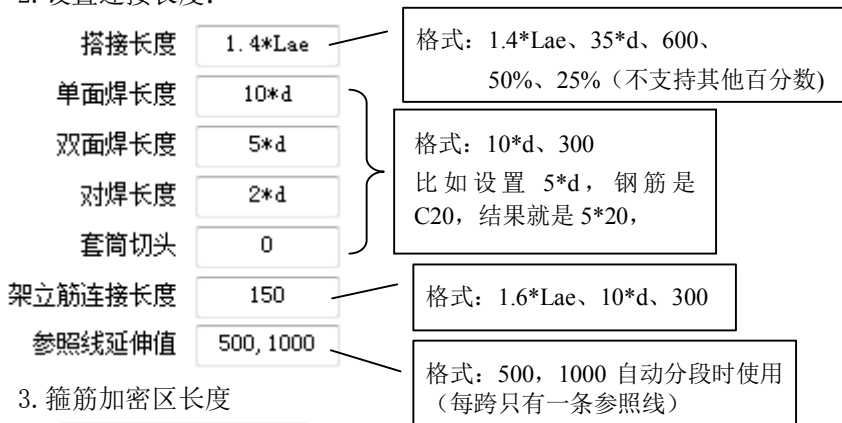 2.设置连接长度:
搭接长度 1.4*Lae
格式：1.4*Lae、35*d、600、
50%、25%（不支持其他百分数)
单面焊长度 10*d
双面焊长度 5*d
对焊长度 2*d
套筒切头 0
格式：10*d、300
比如设置 5*d，钢筋是
C20，结果就是 5*20，
架立筋连接长度 150
格式：1.6*Lae、10*d、300
参照线延伸值 500,1000
格式：500，1000 自动分段时使用
（每跨只有一条参照线）
3.箍筋加密区长度